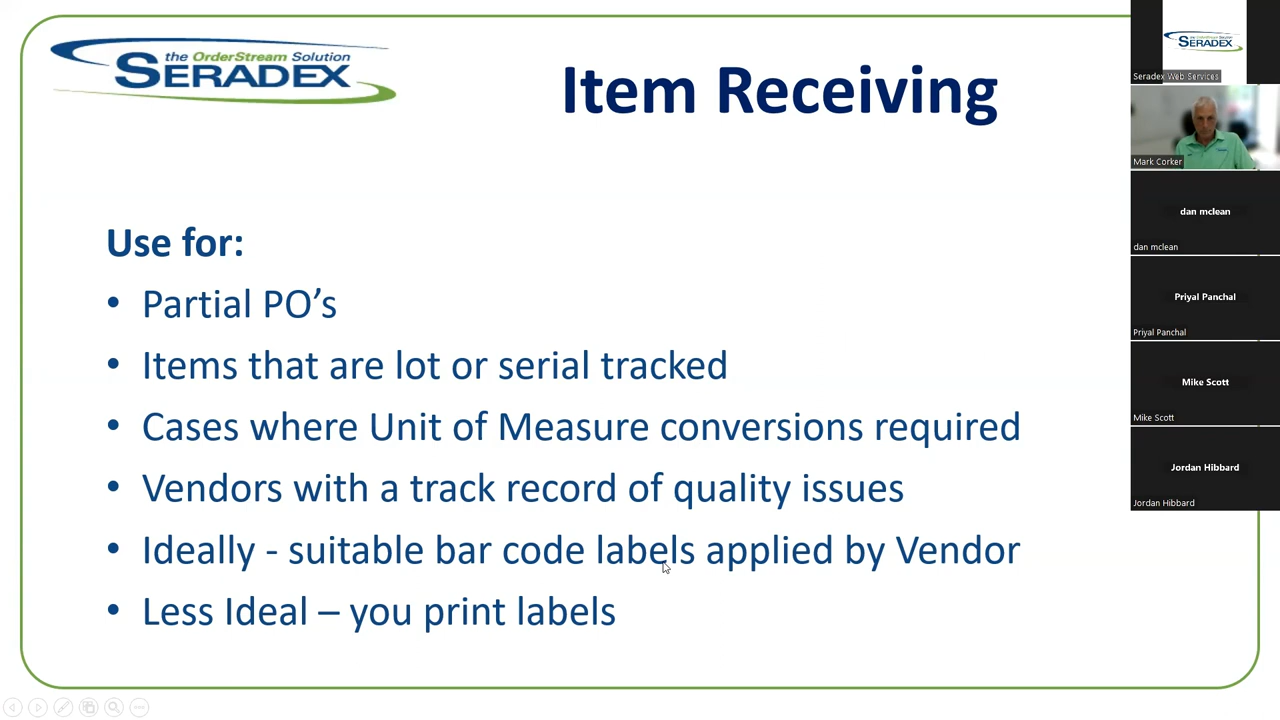 the OrderStream Solution
SERADEX
Item Receiving
Use for:
• Partial PO’s
• Items that are lot or serial tracked
• Cases where Unit of Measure conversions required
• Vendors with a track record of quality issues
• Ideally - suitable bar code labels applied by Vendor
• Less Ideal – you print labels
the OrderStream Solution
SERADEX
Seradex Web Services
Mark Corker
dan mclean
dan mclean
Priyal Panchal
Priyal Panchal
Mike Scott
Mike Scott
Jordan Hibbard
Jordan Hibbard